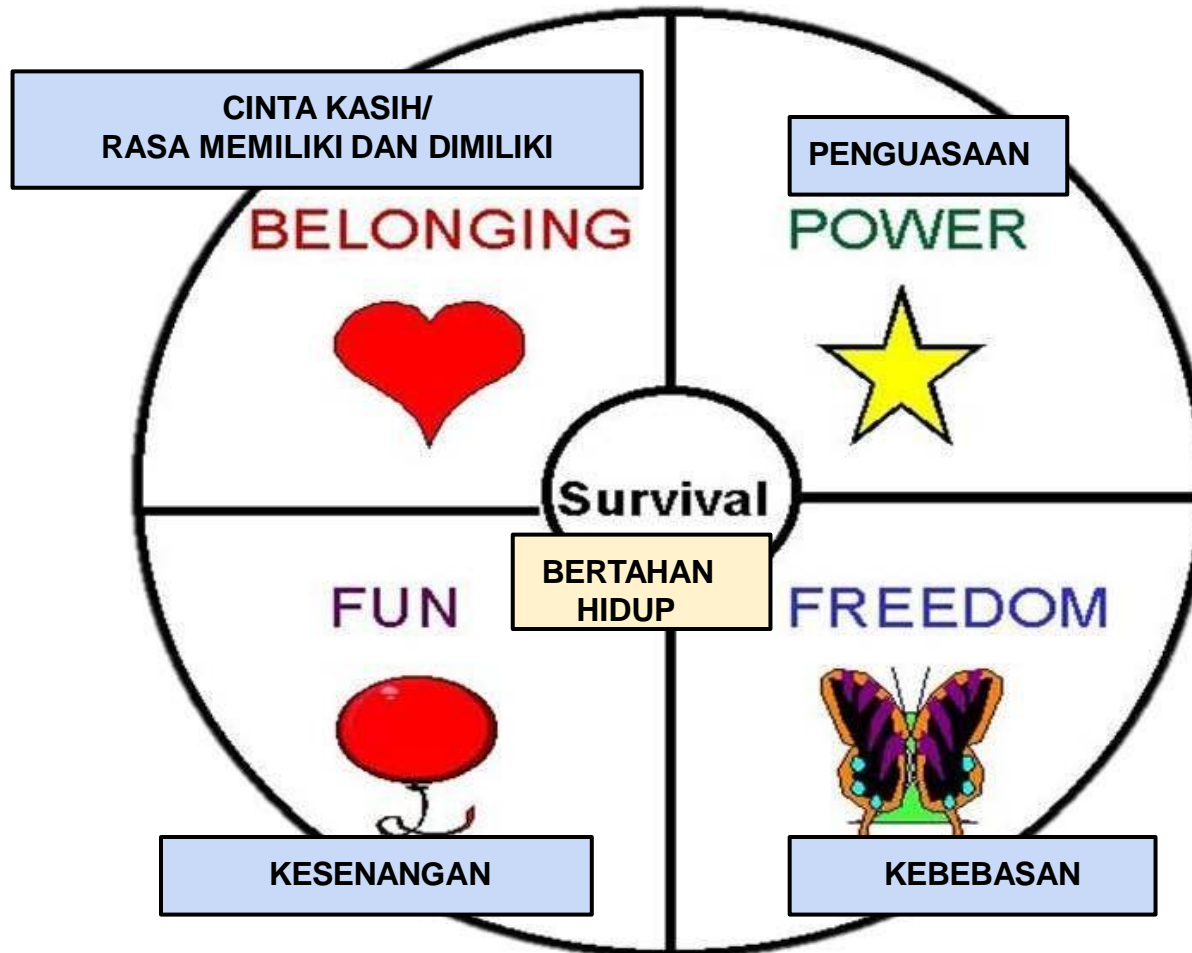 CINTA KASIH/
RASA MEMILIKI DAN DIMILIKI
PENGUASAAN
BELONGING
POWER
Survival
BERTAHAN
HIDUP
FUN
FREEDOM
KESENANGAN
KEBEBASAN